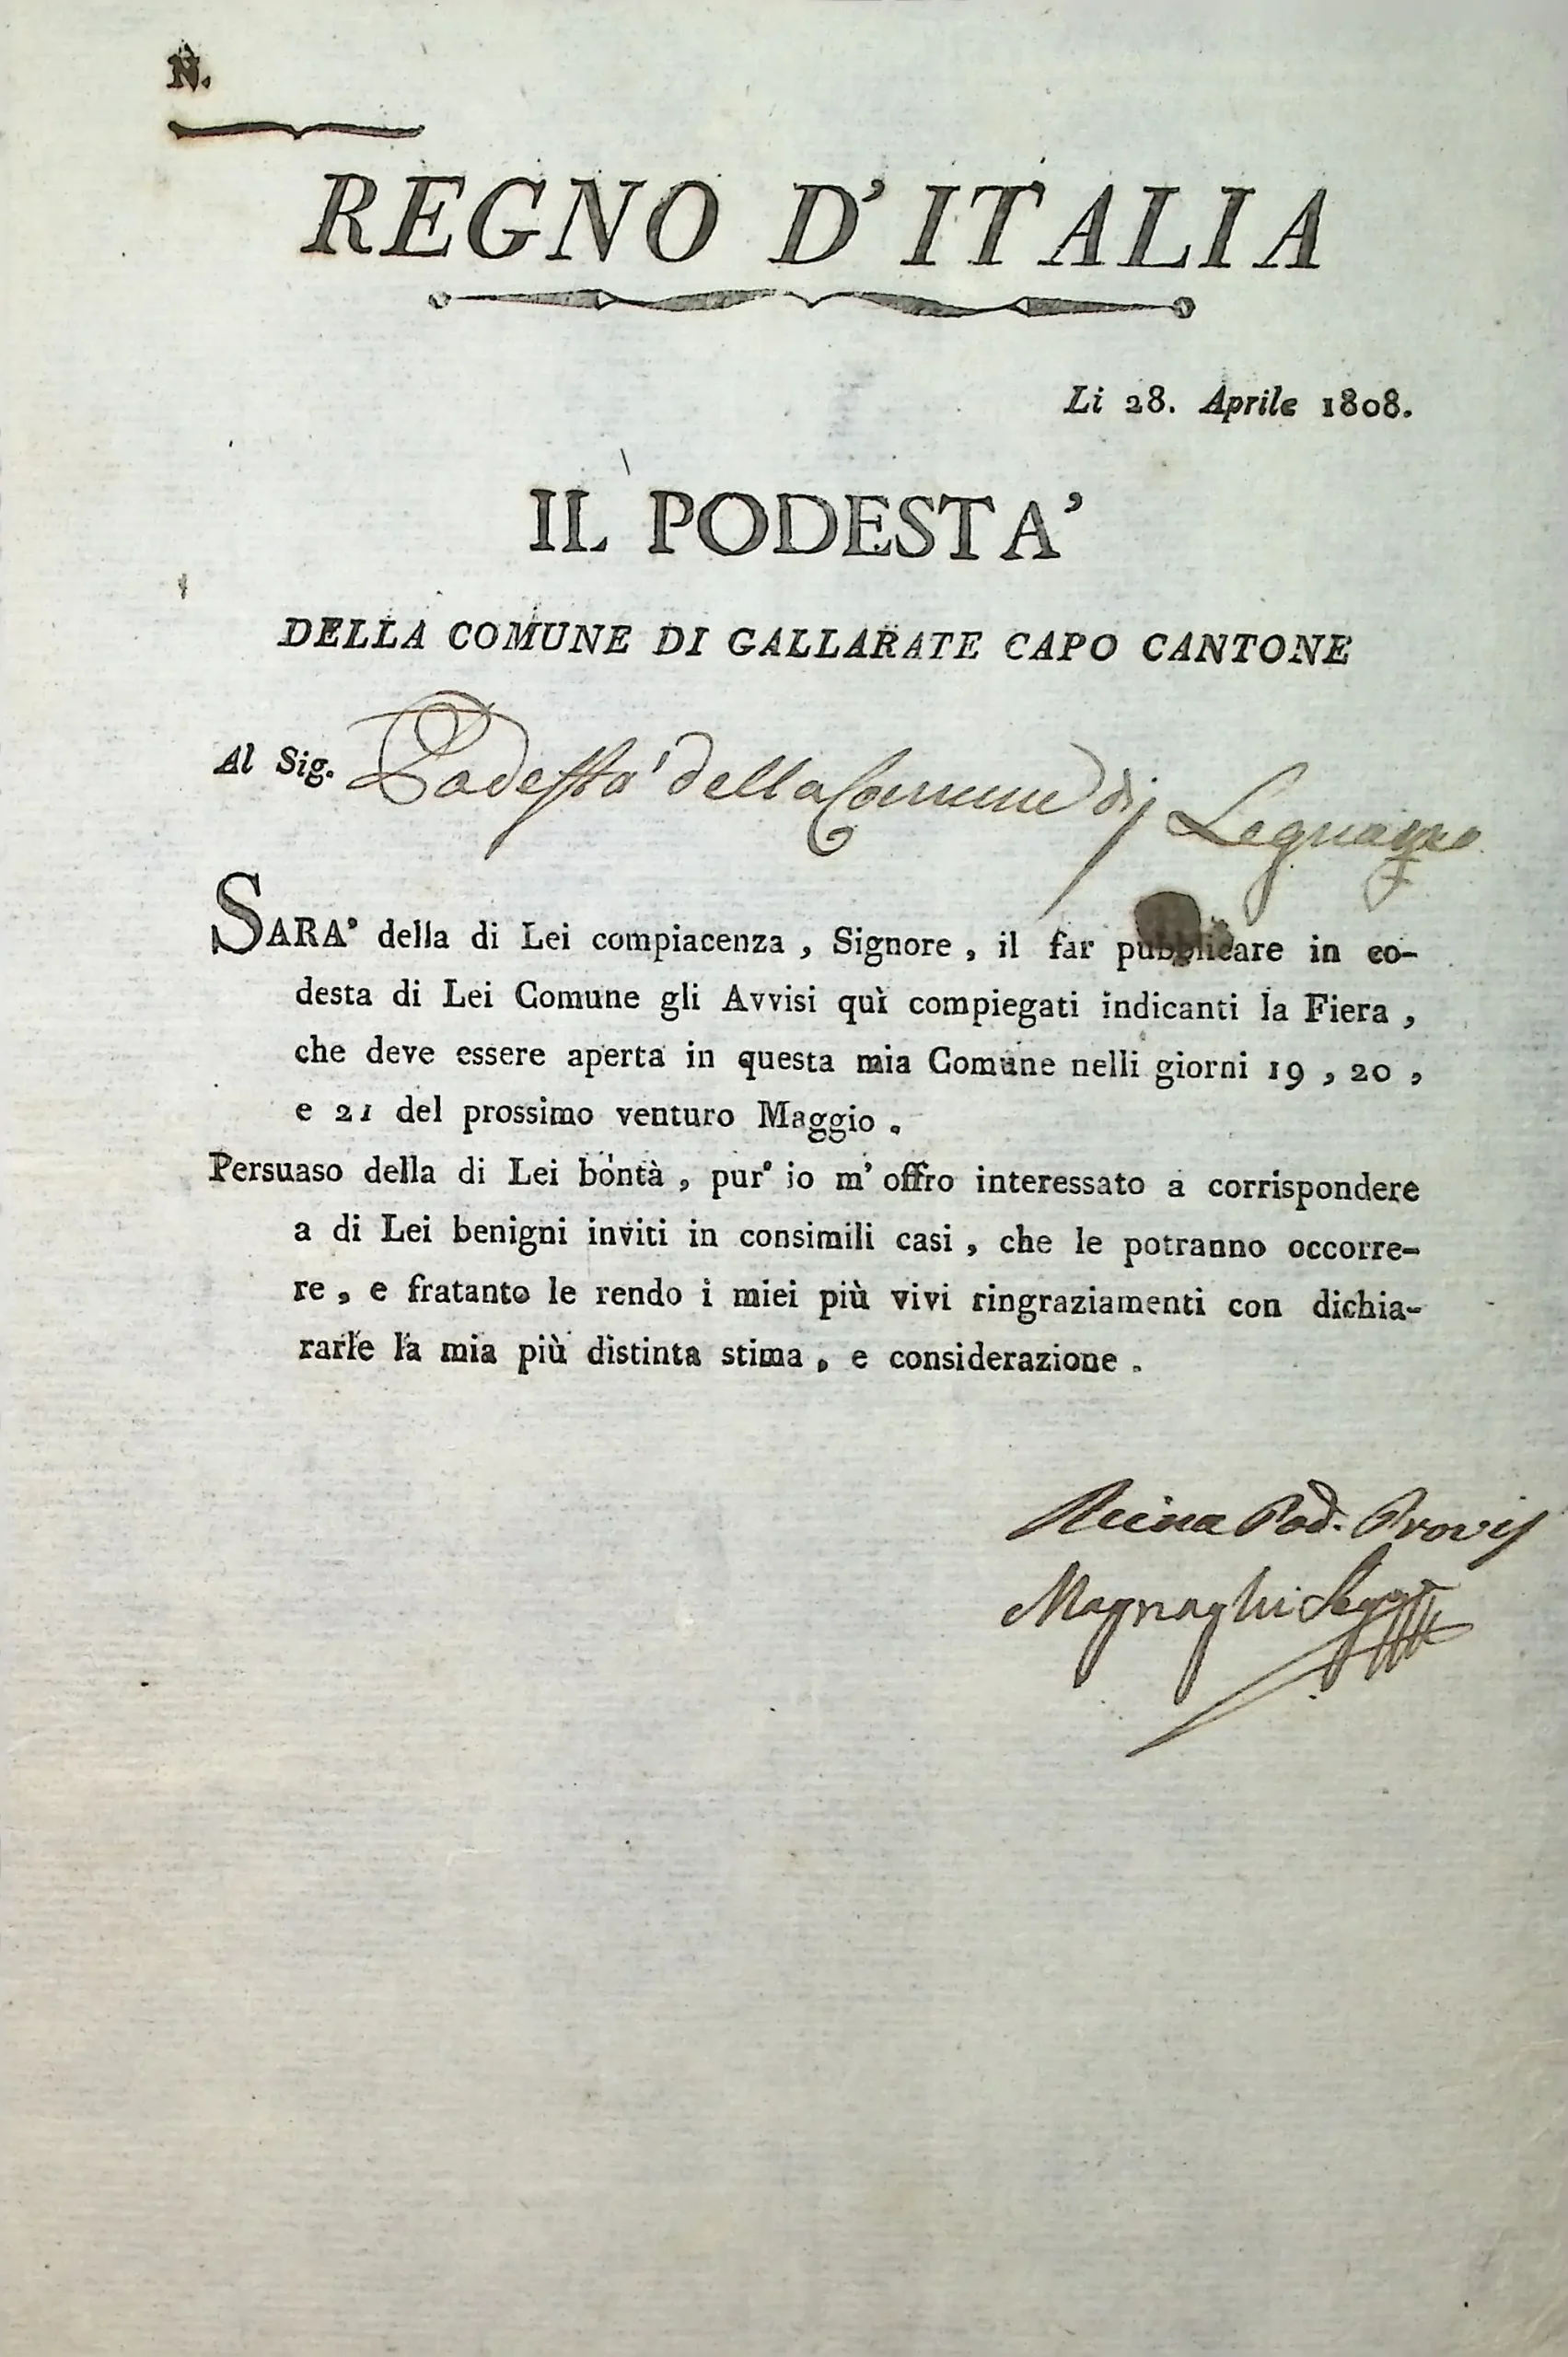 N.
REGNO D'ITALIA
Li 28. Aprile 1808.
IL PODESTA'
DELLA COMUNE DI GALLARATE CAPO CANTONE
Al Sig. Podestà della Comune di
SARA' della di Lei compiacenza, Signore, il far pubblicare in co-
desta di Lei Comune gli Avvisi quì compiegati indicanti la Fiera,
che deve essere aperta in questa mia Comune nelli giorni 19, 20,
e 21 del prossimo venturo Maggio.
Persuaso della di Lei bontà, pur' io m' offro interessato a corrispondere
a di Lei benigni inviti in consimili casi, che le potranno occorre-
re, e fratanto le rendo i miei più vivi ringraziamenti con dichia-
rarle la mia più distinta stima, e considerazione.
Reina Pod. Provis
Magnaghi Segr